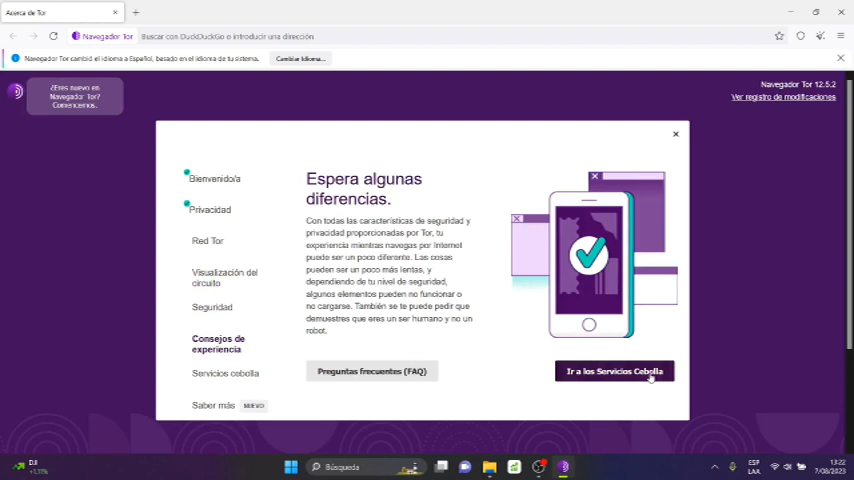 Acerca de Tor
Navegador Tor
Buscar con DuckDuckGo o introducir una dirección
Navegador Tor cambió el idioma a Español, basado en el idioma de tu sistema.
Cambiar Idioma...
¿Eres nuevo en
Navegador Tor?
Comencemos.
Navegador Tor 12.5.2
Ver registro de modificaciones
Bienvenido/a
Privacidad
Red Tor
Visualización del
circuito
Seguridad
Consejos de
experiencia
Servicios cebolla
Saber más NUEVO
Espera algunas
diferencias.
Con todas las características de seguridad y
privacidad proporcionadas por Tor, tu
experiencia mientras navegas por Internet
puede ser un poco diferente. Las cosas
pueden ser un poco más lentas, y
dependiendo de tu nivel de seguridad,
algunos elementos pueden no funcionar o
no cargarse. También se te puede pedir que
demuestres que eres un ser humano y no un
robot.
Preguntas frecuentes (FAQ)
Ir a los Servicios Cebolla
DJI
+1,11%
Búsqueda
ESP
LAA
13:22
7/08/2023